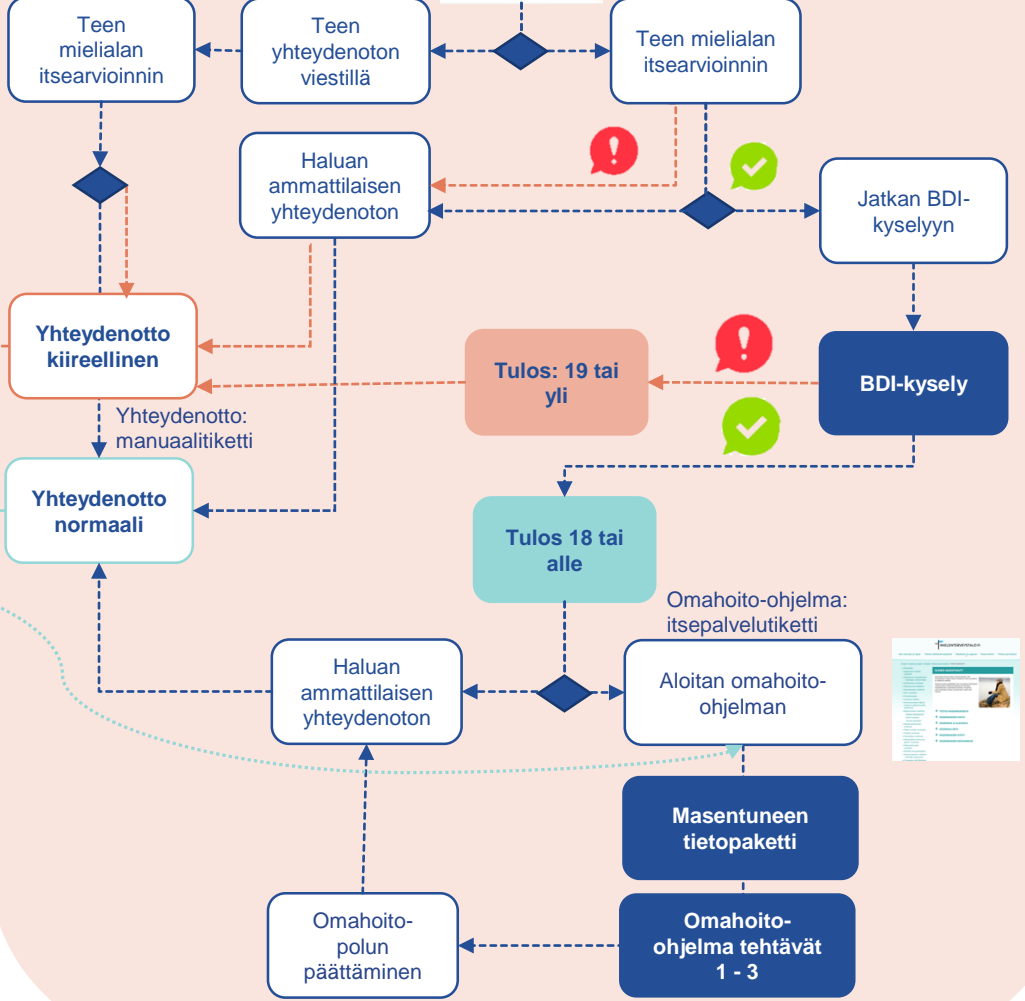 Teen
mielialan
itsearvioinnin
Teen
yhteydenoton
viestillä
Teen mielialan
itsearvioinnin
Haluan
ammattilaisen
yhteydenoton
Jatkan BDI-
kyselyyn
Yhteydenotto
kiireellinen
Tulos: 19 tai
yli
BDI-kysely
Yhteydenotto:
manuaalitiketti
Yhteydenotto
normaali
Tulos 18 tai
alle
Omahoito-ohjelma:
itsepalvelutiketti
Haluan
ammattilaisen
yhteydenoton
Aloitan omahoito-
ohjelman
Masentuneen
tietopaketti
Omahoito-
polun
päättäminen
Omahoito-
ohjelma tehtävät
1 - 3